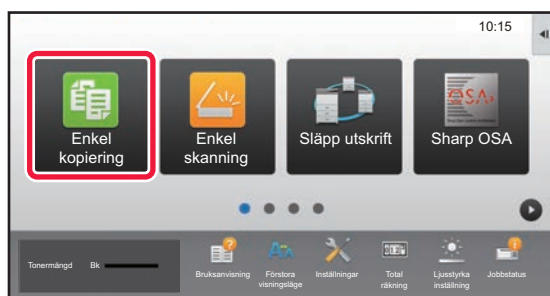 10:15
Enkel
kopiering
Enkel
skanning
Släpp utskrift
Sharp OSA
OSA
Tonermängd Bk
Bruksanvisning
Förstora
visningsläge
Inställningar
Total
räkning
Ljusstyrka
inställning
Jobbstatus